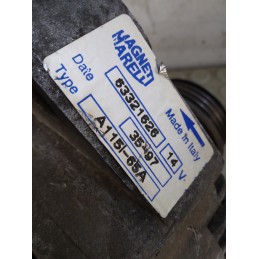 MAGNETI
MARELLI
63321626
Made in Italy
Date 35-97 14 V.
Type A115I-65A